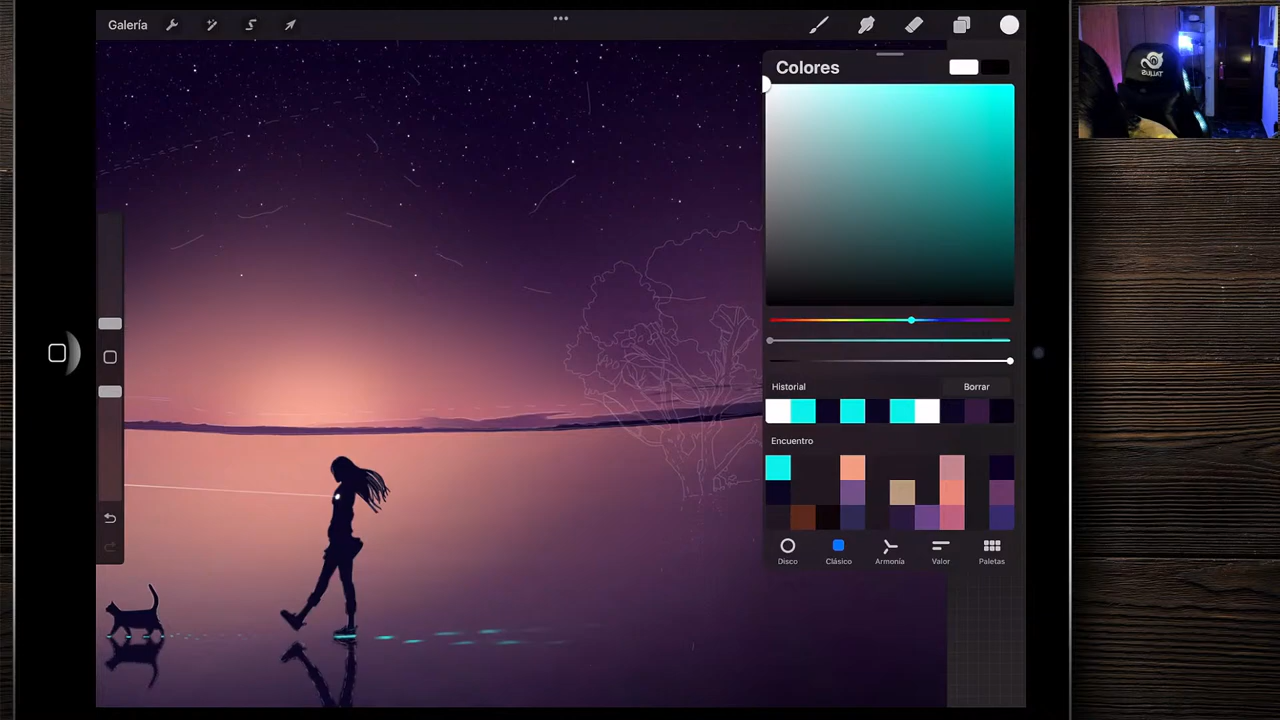 Galería
Colores
Historial
Borrar
Encuentro
Disco
Clásico
Armonía
Valor
Paletas